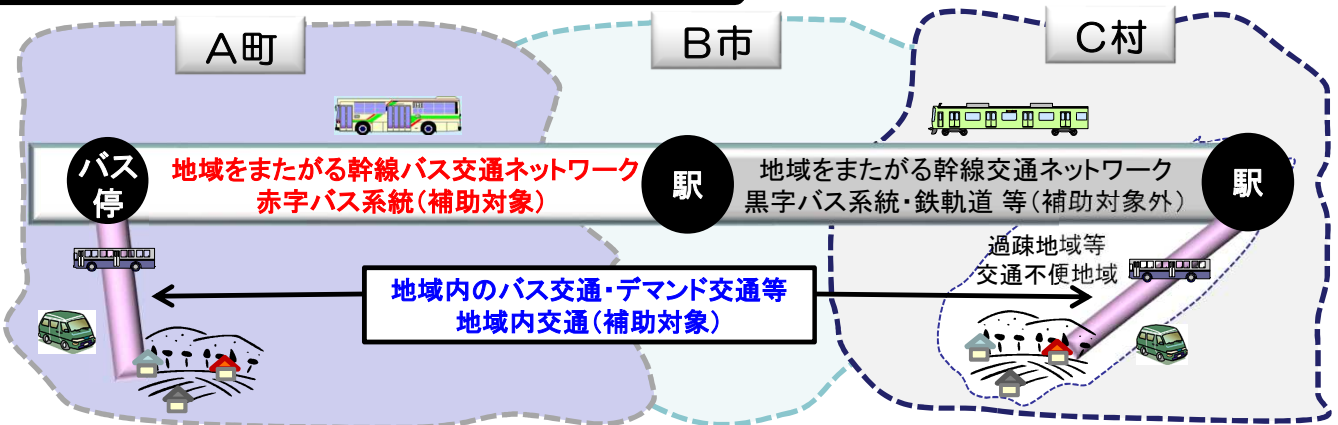 A町
B市
C村
バス
停
地域をまたがる幹線バス交通ネットワーク
赤字バス系統(補助対象)
駅
地域をまたがる幹線交通ネットワーク
黒字バス系統・鉄軌道 等(補助対象外)
駅
過疎地域等
交通不便地域
地域内のバス交通・デマンド交通等
地域内交通(補助対象)